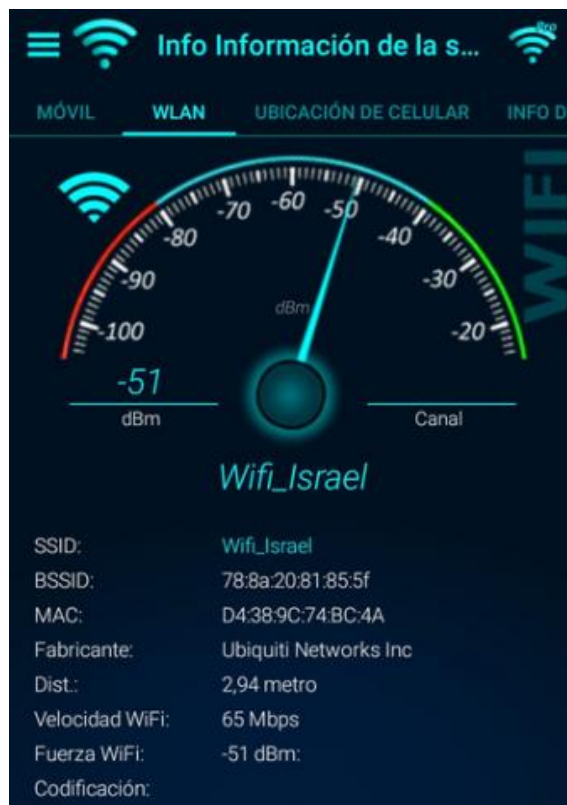 Info Información de la s...
Pro
MÓVIL WLAN UBICACIÓN DE CELULAR INFO D
WIFI
-100 -90 -80 -70 -60 -50 -40 -30 -20
dBm
-51
dBm Canal
Wifi_Israel
SSID: Wifi_Israel
BSSID: 78:8a:20:81:85:5f
MAC: D4:38:9C:74:BC:4A
Fabricante: Ubiquiti Networks Inc
Dist.: 2,94 metro
Velocidad WiFi: 65 Mbps
Fuerza WiFi: -51 dBm:
Codificación: